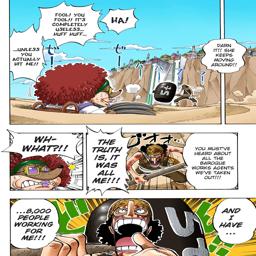 DARN
IT!! SHE
KEEPS
MOVING
AROUND!!
HA!
FOOL! YOU
FOOL!! IT'S
COMPLETELY
USELESS...
HUFF HUFF...
...UNLESS
YOU
ACTUALLY
HIT ME!!
YOU MUST'VE
HEARD ABOUT
ALL THE
BAROQUE
WORKS AGENTS
WE'VE
TAKEN OUT!!!
THE
TRUTH
IS, IT
WAS
ALL
ME!!!
WH-
WHAT?!!
AND
I
HAVE
...
...8,000
PEOPLE
WORKING
FOR
ME!!!